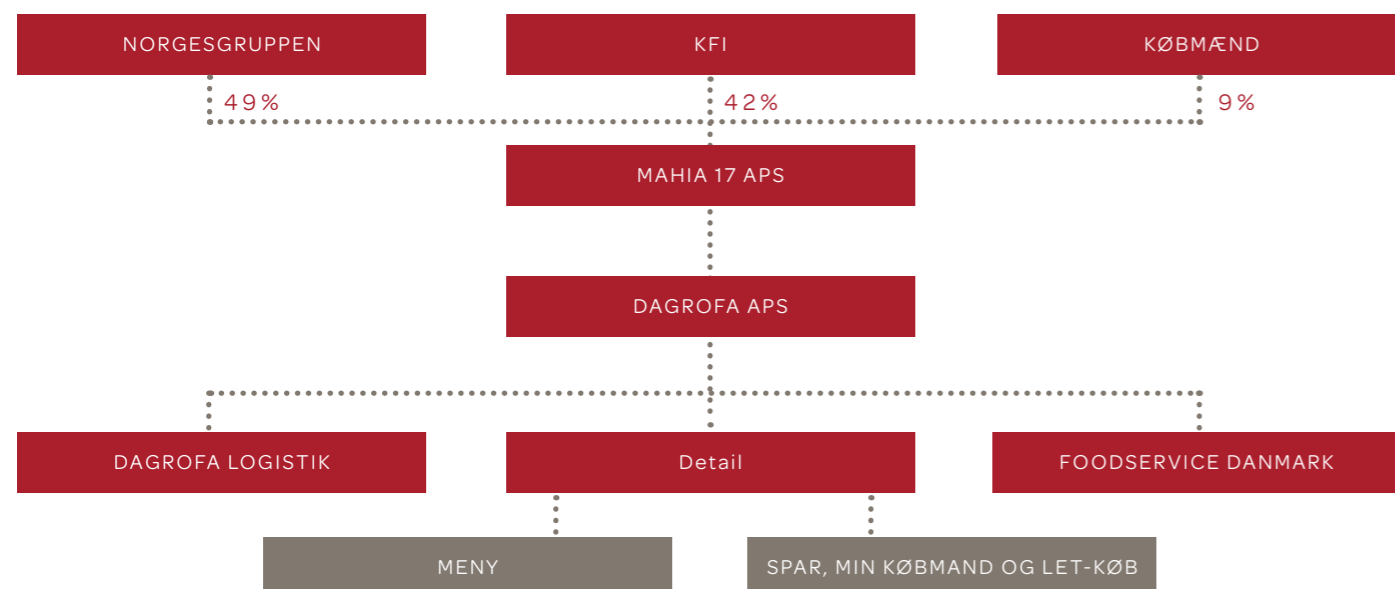 NORGESGRUPPEN
KFI
KØBMÆND
49%
42%
9%
MAHIA 17 APS
DAGROFA APS
DAGROFA LOGISTIK
Detail
FOODSERVICE DANMARK
MENY
SPAR, MIN KØBMAND OG LET-KØB